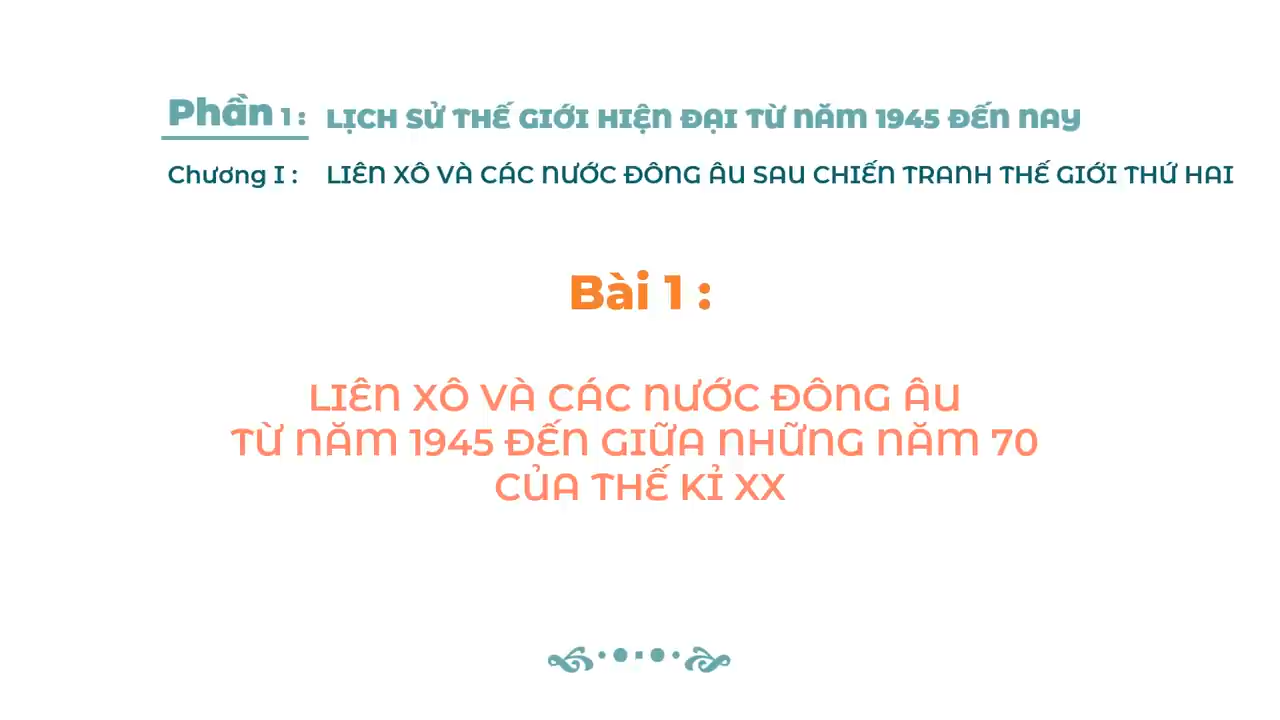 Phần 1 : LỊCH SỬ THẾ GIỚI HIỆN ĐẠI TỪ NĂM 1945 ĐẾN NAY
Chương I : LIÊN XÔ VÀ CÁC NƯỚC ĐÔNG ÂU SAU CHIẾN TRANH THẾ GIỚI THỨ HAI
Bài 1 :
LIÊN XÔ VÀ CÁC NƯỚC ĐÔNG ÂU
TỪ NĂM 1945 ĐẾN GIỮA NHỮNG NĂM 70
CỦA THẾ KỈ XX